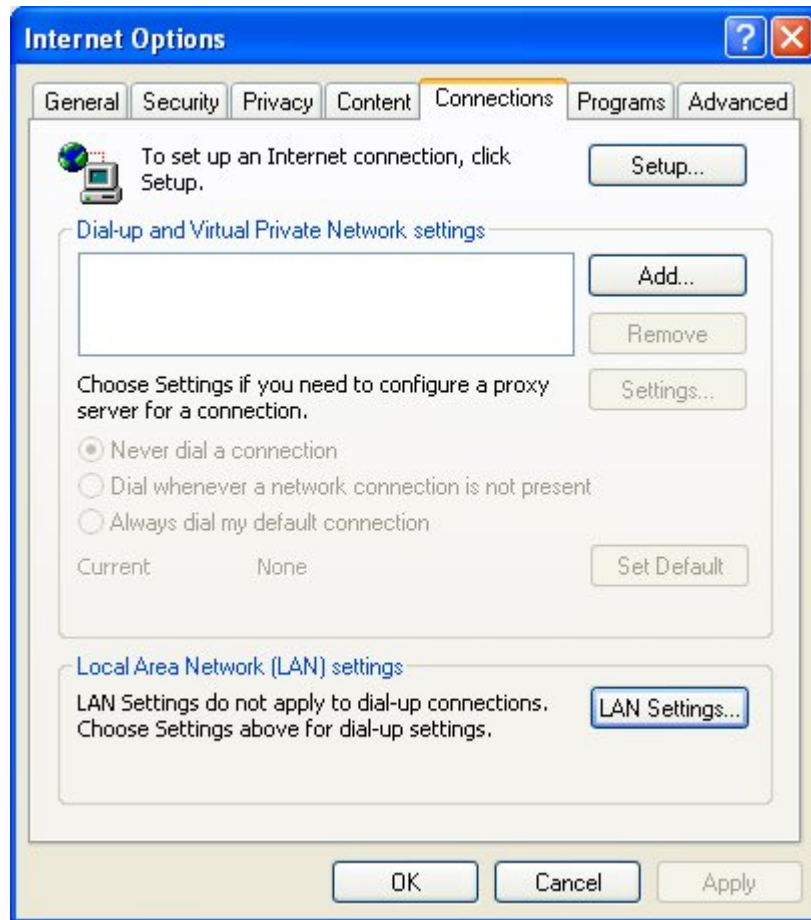 Internet Options
General Security Privacy Content Connections Programs Advanced
To set up an Internet connection, click
Setup.
Setup...
Dial-up and Virtual Private Network settings
Add...
Remove
Choose Settings if you need to configure a proxy
server for a connection.
Settings...
Never dial a connection
Dial whenever a network connection is not present
Always dial my default connection
Current None Set Default
Local Area Network (LAN) settings
LAN Settings do not apply to dial-up connections.
Choose Settings above for dial-up settings.
LAN Settings...
OK Cancel Apply